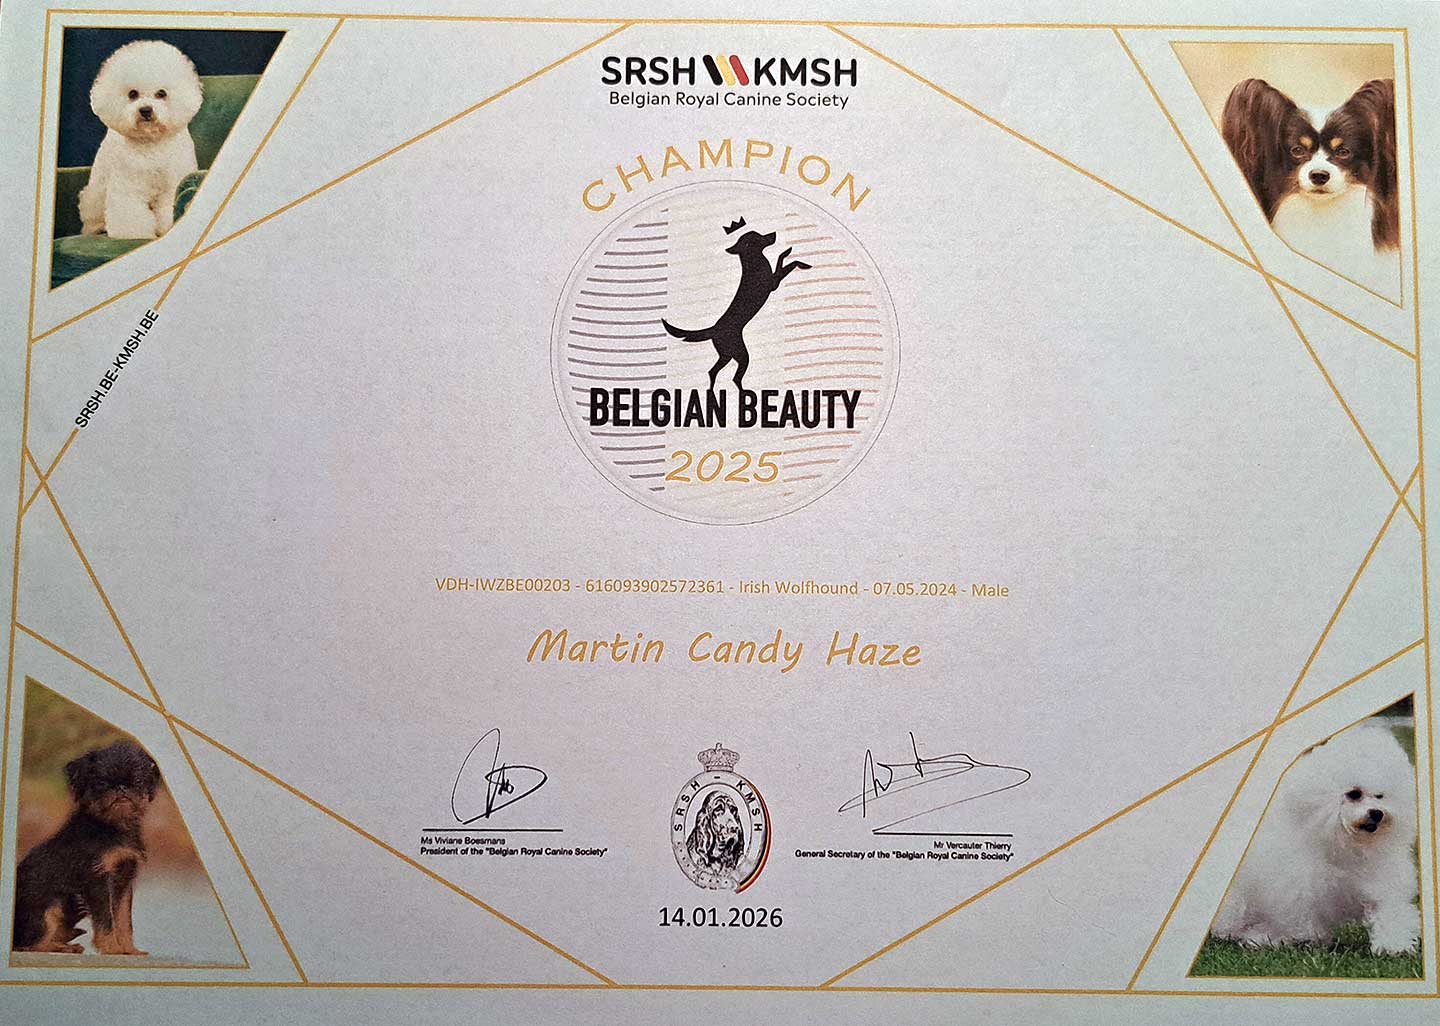 SRSH KMSH
Belgian Royal Canine Society
CHAMPION
BELGIAN BEAUTY
2025
SRSH.BE-KMSH.BE
VDH-IWZBE00203 - 616093902572361 - Irish Wolfhound - 07.05.2024 - Male
Martin Candy Haze
Ms Viviane Boesmans
President of the "Belgian Royal Canine Society"
SRSH - KMSH
Mr Vercauter Thierry
General Secretary of the "Belgian Royal Canine Society"
14.01.2026